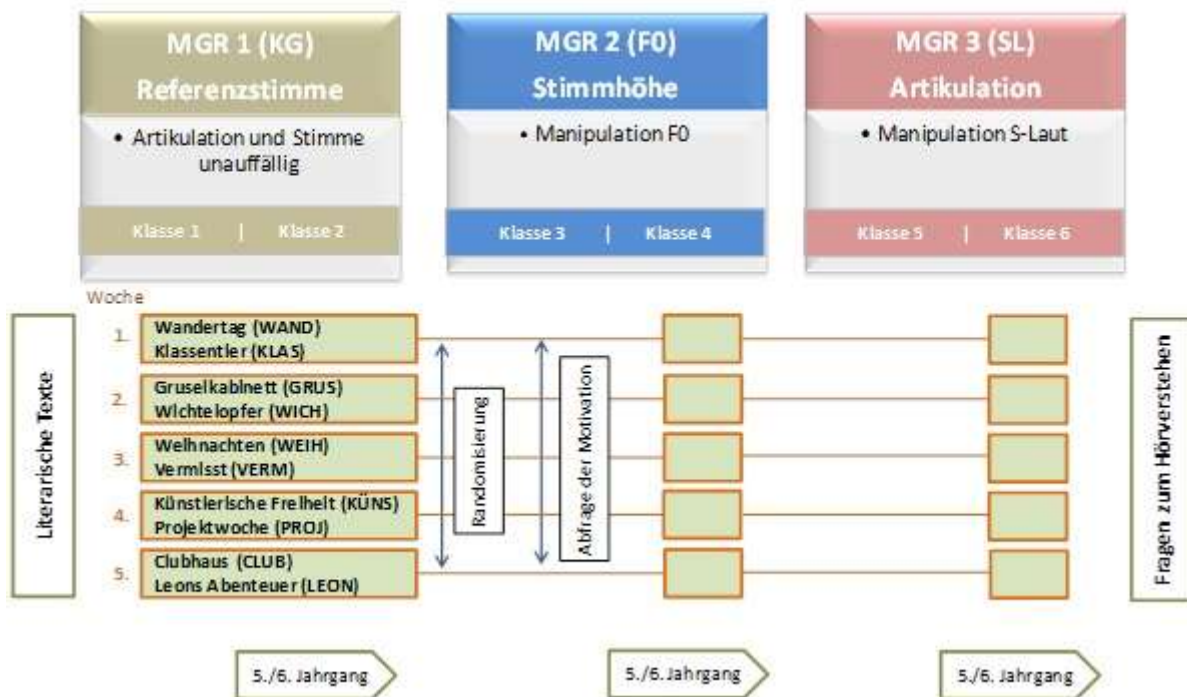 MGR 1 (KG)
Referenzstimme
• Artikulation und Stimme
unauffällig
Klasse 1 | Klasse 2
MGR 2 (F0)
Stimmhöhe
• Manipulation F0
Klasse 3 | Klasse 4
MGR 3 (SL)
Artikulation
• Manipulation S-Laut
Klasse 5 | Klasse 6
Woche
Literarische Texte
1.
Wandertag (WAND)
Klassentier (KLAS)
2.
Gruselkabinett (GRUS)
Wichtelopfer (WICH)
3.
Weihnachten (WEIH)
Vermisst (VERM)
4.
Künstlerische Freiheit (KÜNS)
Projektwoche (PROJ)
5.
Clubhaus (CLUB)
Leons Abenteuer (LEON)
Randomisierung
Abfrage der Motivation
Fragen zum Hörverstehen
5./6. Jahrgang
5./6. Jahrgang
5./6. Jahrgang